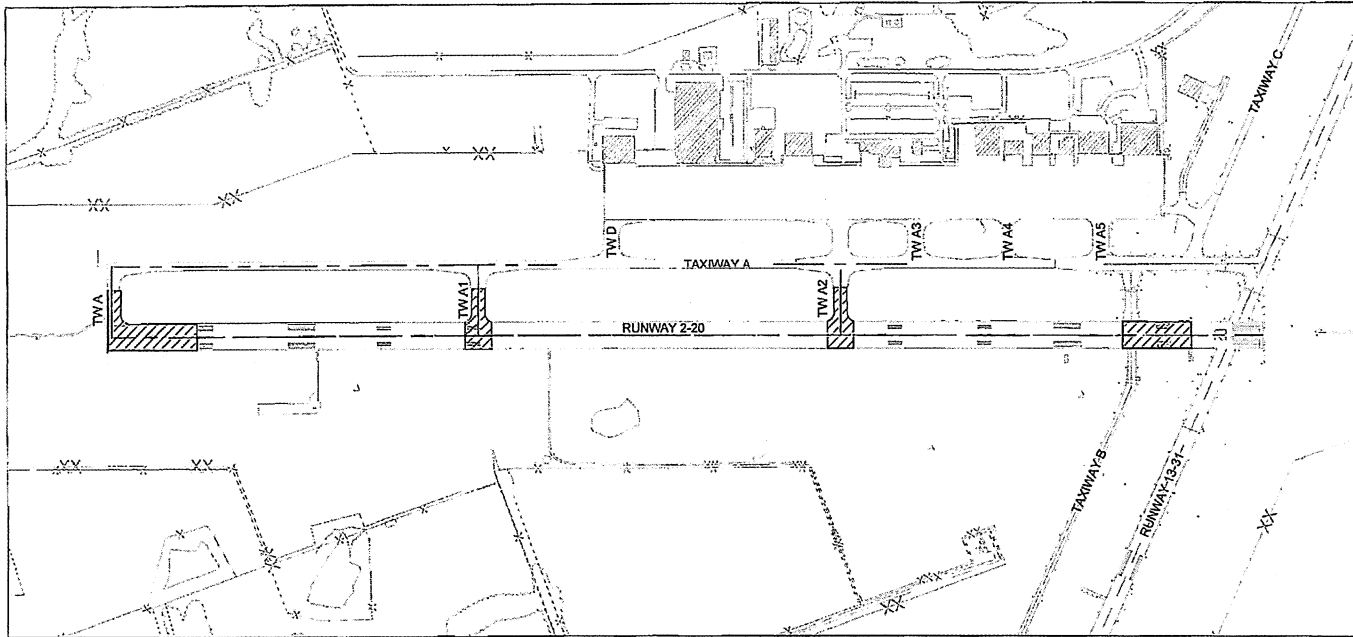 TAXIWAY C
TW D
TW A3
TW A4
TW A5
TAXIWAY A
TW A
TW A1
TW A2
RUNWAY 2-20
20
TAXIWAY B
RUNWAY 13-31